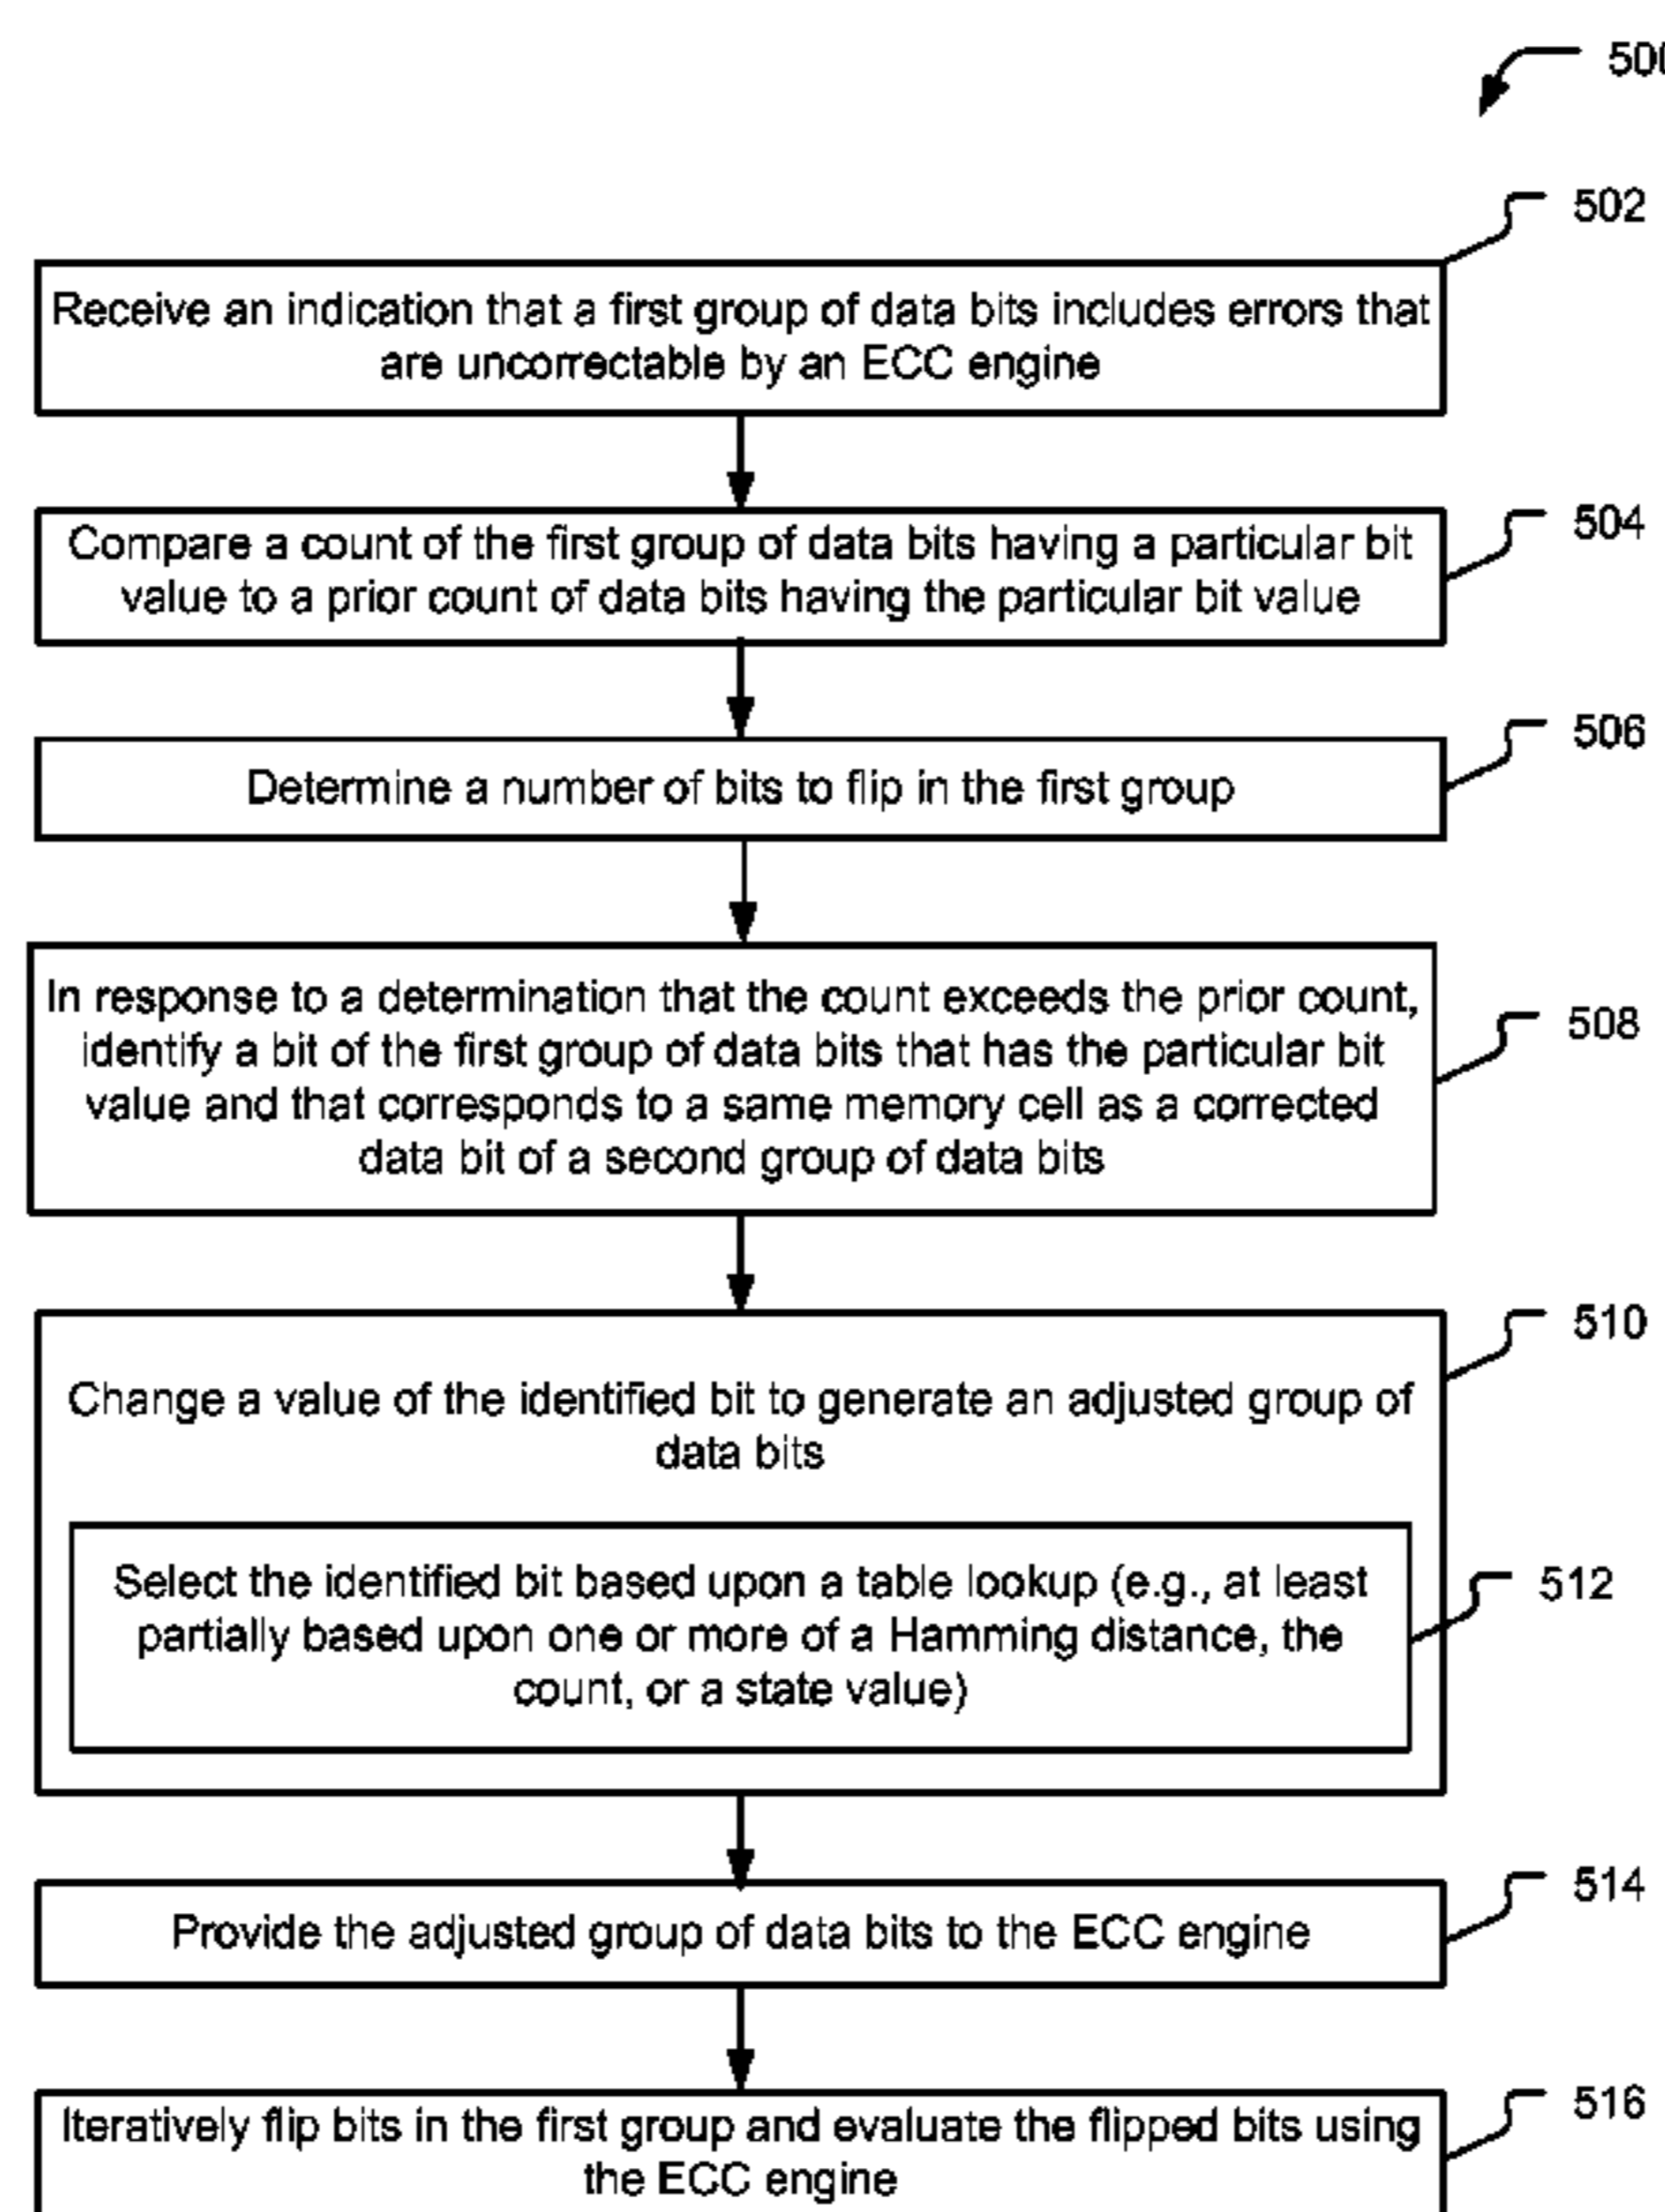 500
502
Receive an indication that a first group of data bits includes errors that
are uncorrectable by an ECC engine
504
Compare a count of the first group of data bits having a particular bit
value to a prior count of data bits having the particular bit value
506
Determine a number of bits to flip in the first group
508
In response to a determination that the count exceeds the prior count,
identify a bit of the first group of data bits that has the particular bit
value and that corresponds to a same memory cell as a corrected
data bit of a second group of data bits
510
Change a value of the identified bit to generate an adjusted group of
data bits
512
Select the identified bit based upon a table lookup (e.g., at least
partially based upon one or more of a Hamming distance, the
count, or a state value)
514
Provide the adjusted group of data bits to the ECC engine
516
Iteratively flip bits in the first group and evaluate the flipped bits using
the ECC engine